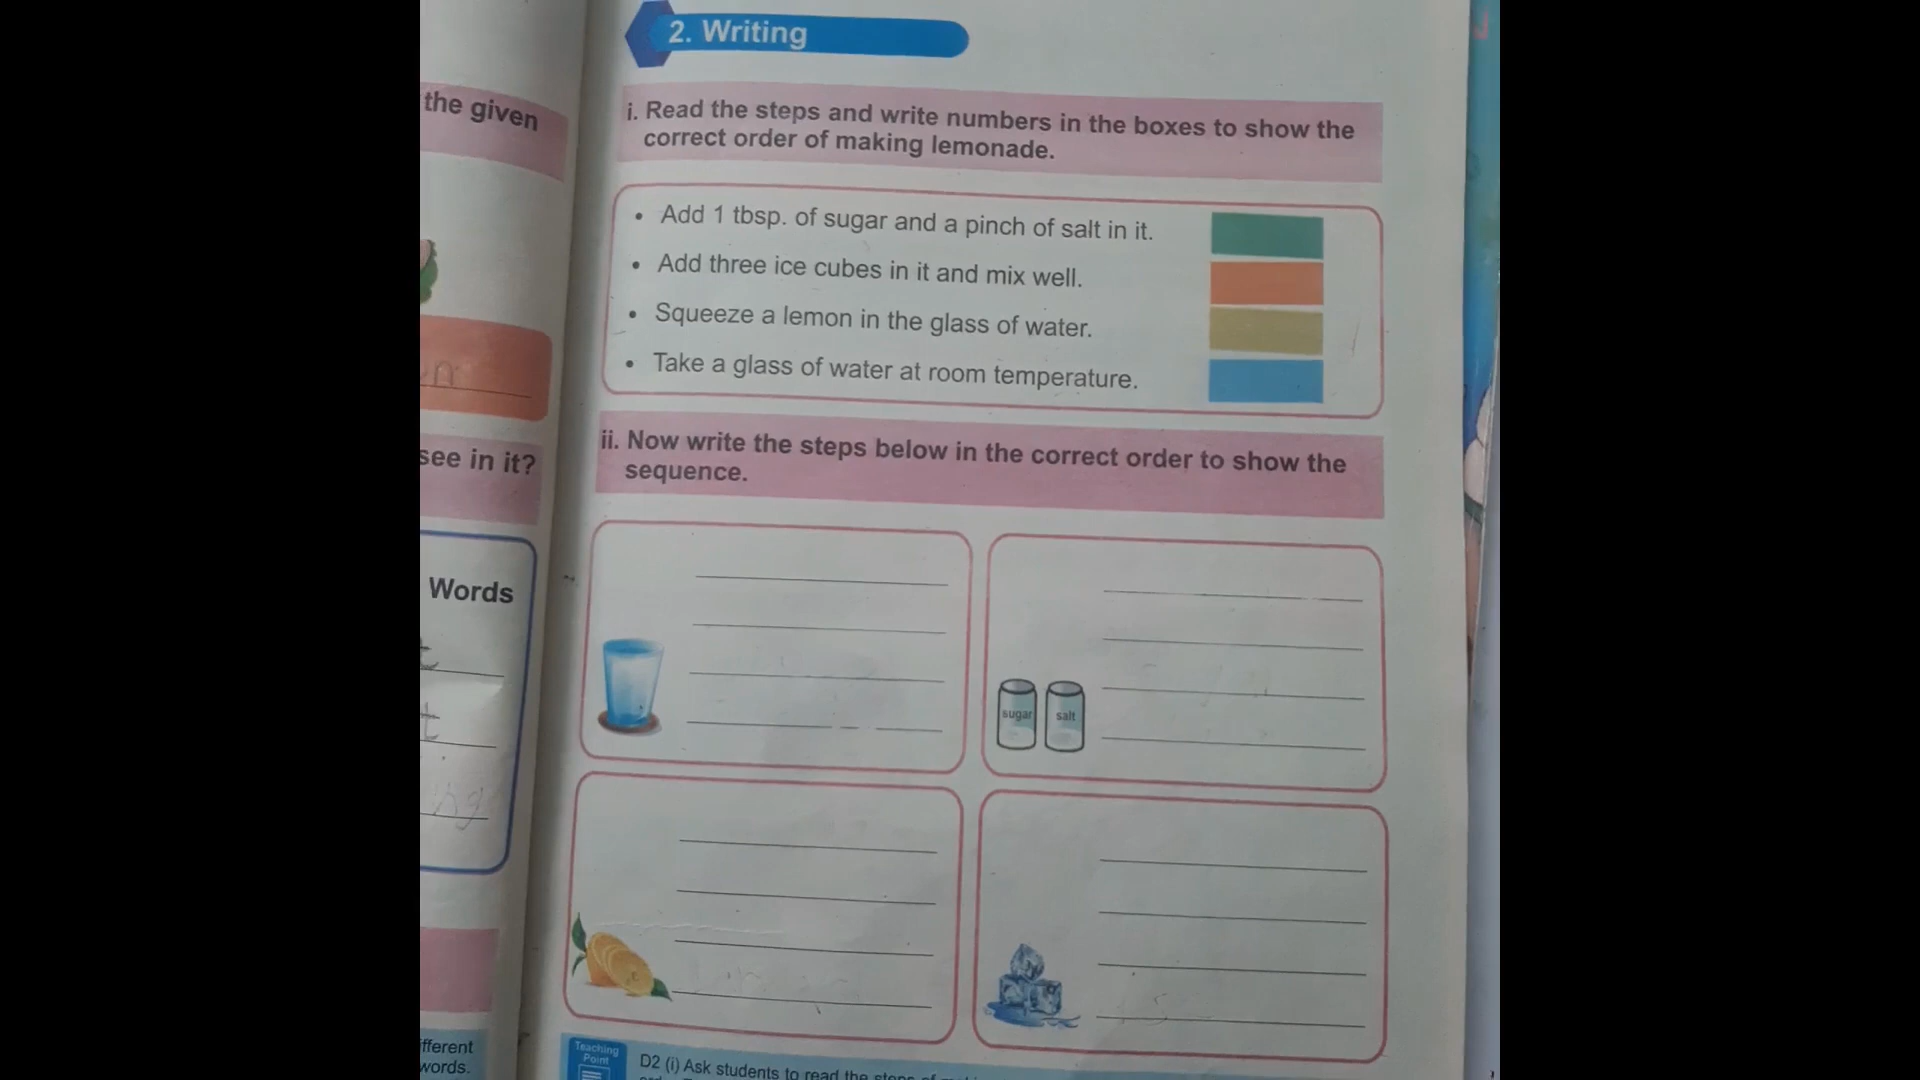 the given
see in it?
Words
fferent
words.
2. Writing
i. Read the steps and write numbers in the boxes to show the
correct order of making lemonade.
• Add 1 tbsp. of sugar and a pinch of salt in it.
• Add three ice cubes in it and mix well.
• Squeeze a lemon in the glass of water.
• Take a glass of water at room temperature.
ii. Now write the steps below in the correct order to show the
sequence.
sugar salt
Teaching
Point
D2 (i) Ask students to read the steps of